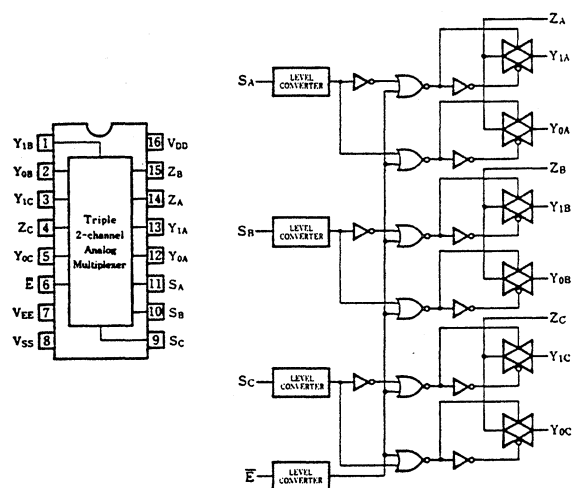 Y1B 1 16 VDD
Y0B 2 15 ZB
Y1C 3 14 ZA
ZC 4 13 Y1A
Y0C 5 12 Y0A
E̅ 6 11 SA
VEE 7 10 SB
VSS 8 9 SC
Triple
2-channel
Analog
Multiplexer
ZA
SA
LEVEL
CONVERTER
Y1A
Y0A
ZB
SB
LEVEL
CONVERTER
Y1B
Y0B
ZC
SC
LEVEL
CONVERTER
Y1C
Y0C
E̅
LEVEL
CONVERTER